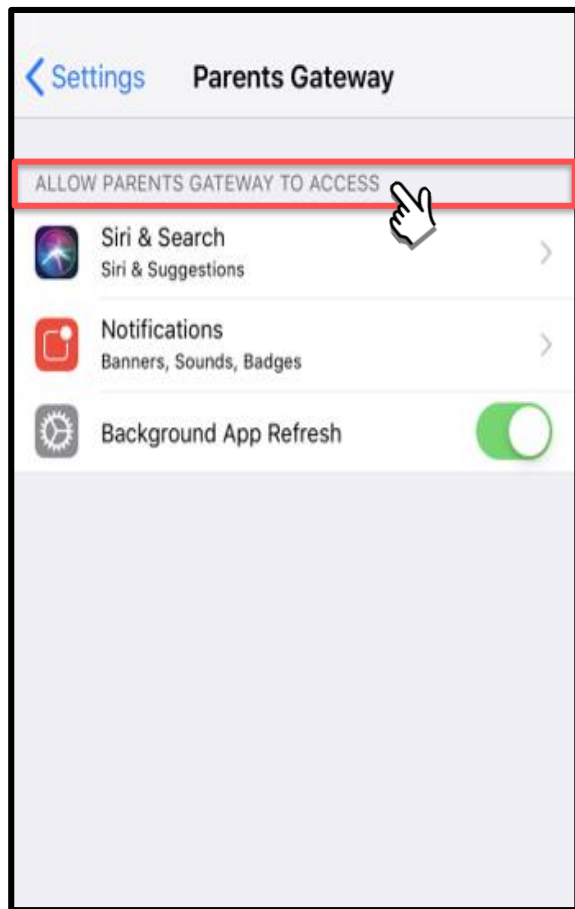 Settings Parents Gateway
ALLOW PARENTS GATEWAY TO ACCESS
Siri & Search
Siri & Suggestions
Notifications
Banners, Sounds, Badges
Background App Refresh